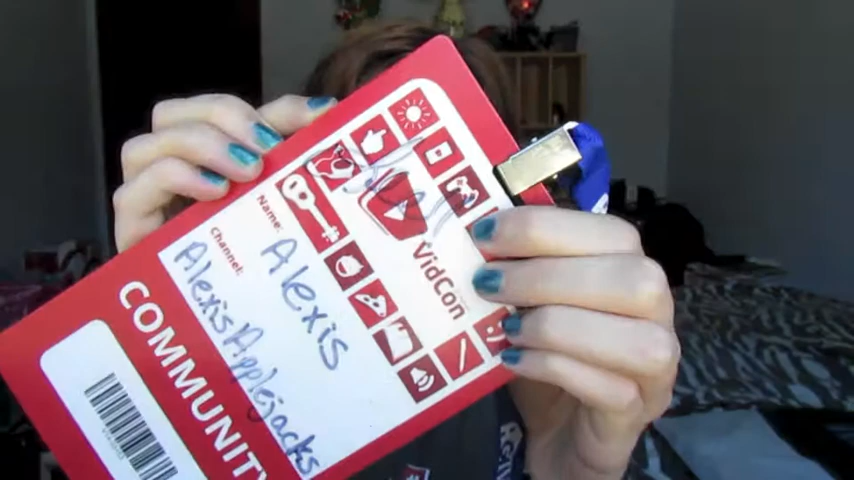 VidCon
Name:
Alexis
Channel:
AlexisApplejacks
COMMUNITY